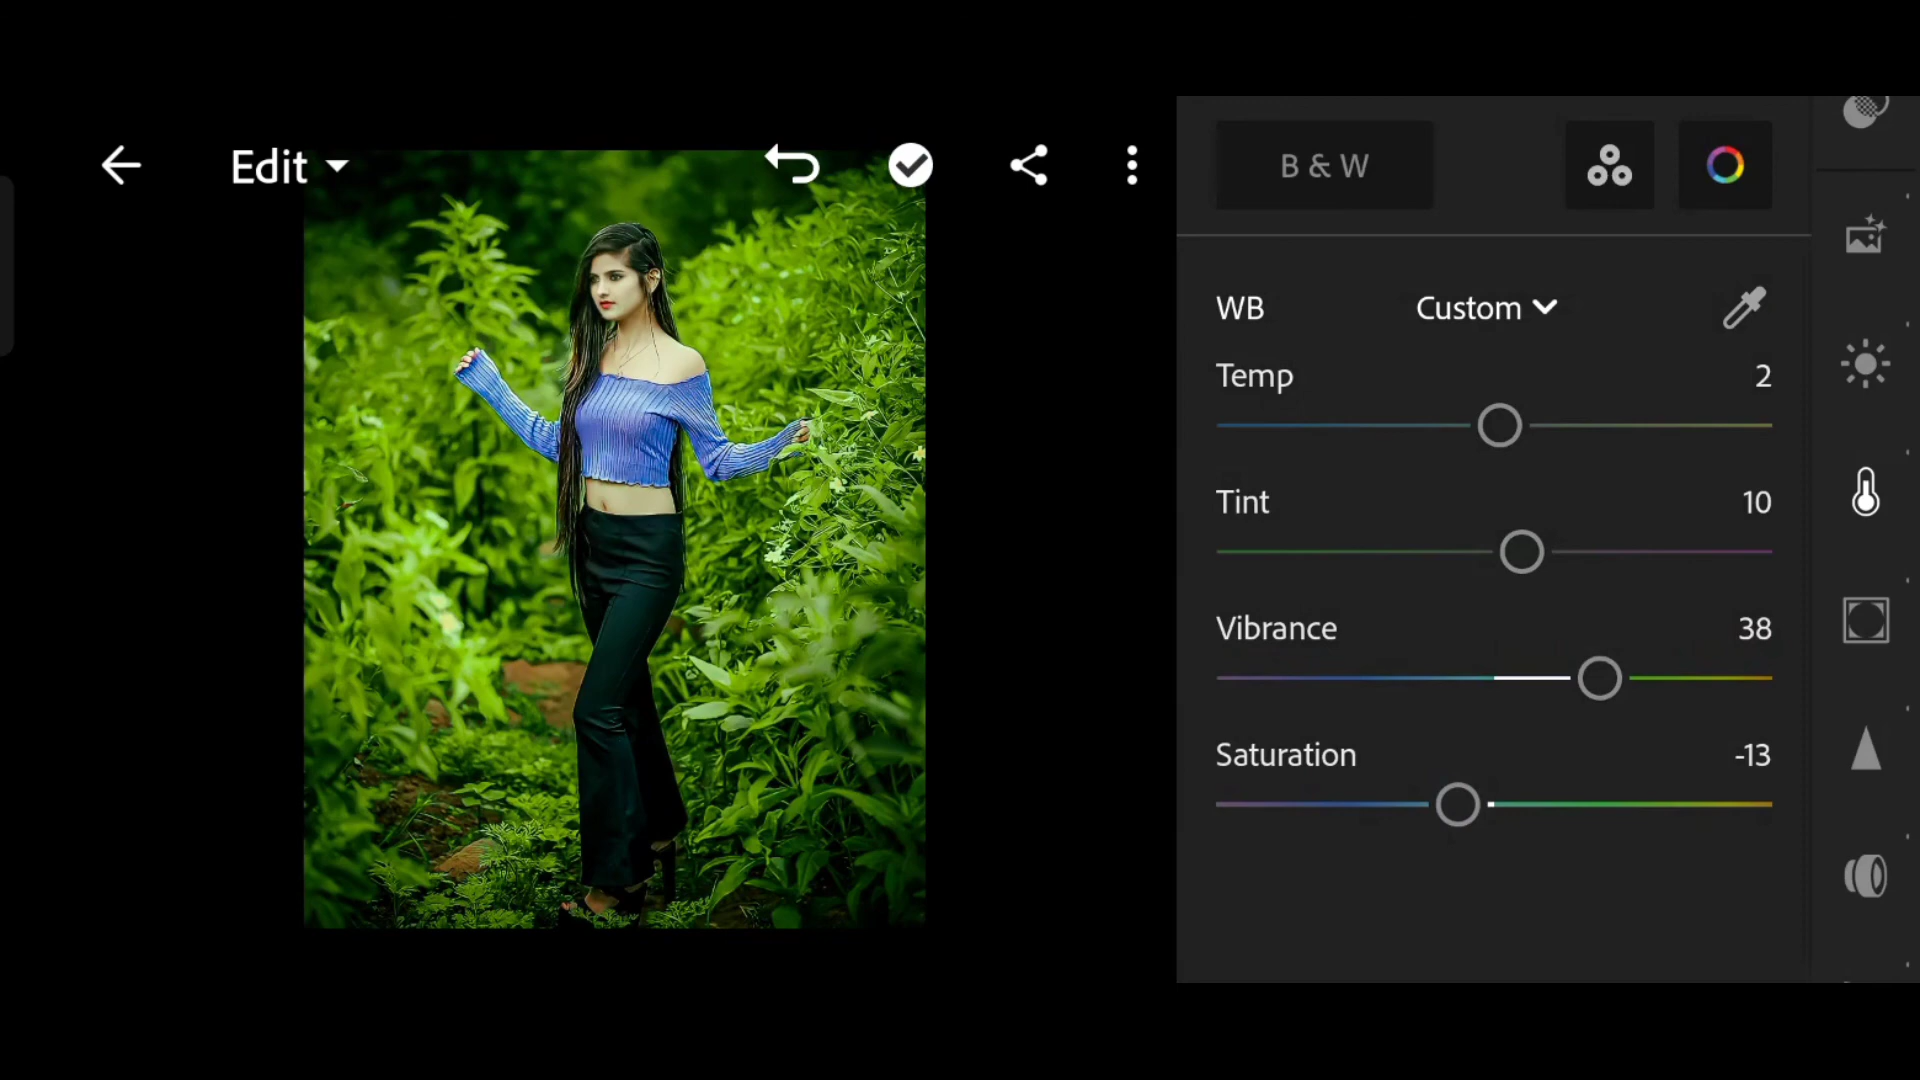 Edit
B & W
WB Custom
Temp 2
Tint 10
Vibrance 38
Saturation -13